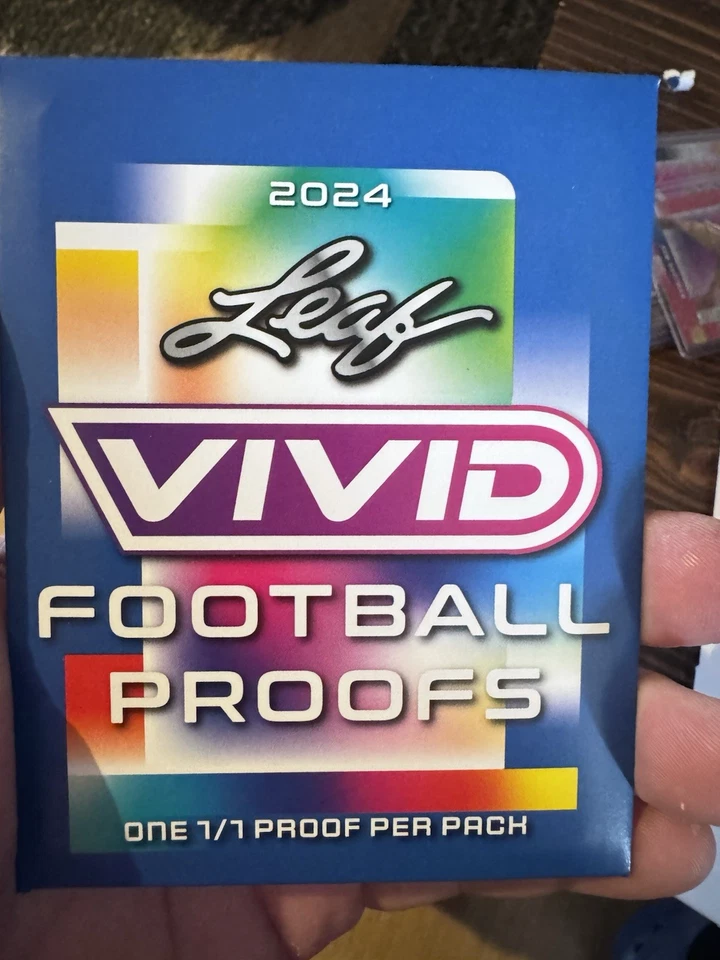 2024
Leaf
VIVID
FOOTBALL
PROOFS
ONE 1/1 PROOF PER PACK